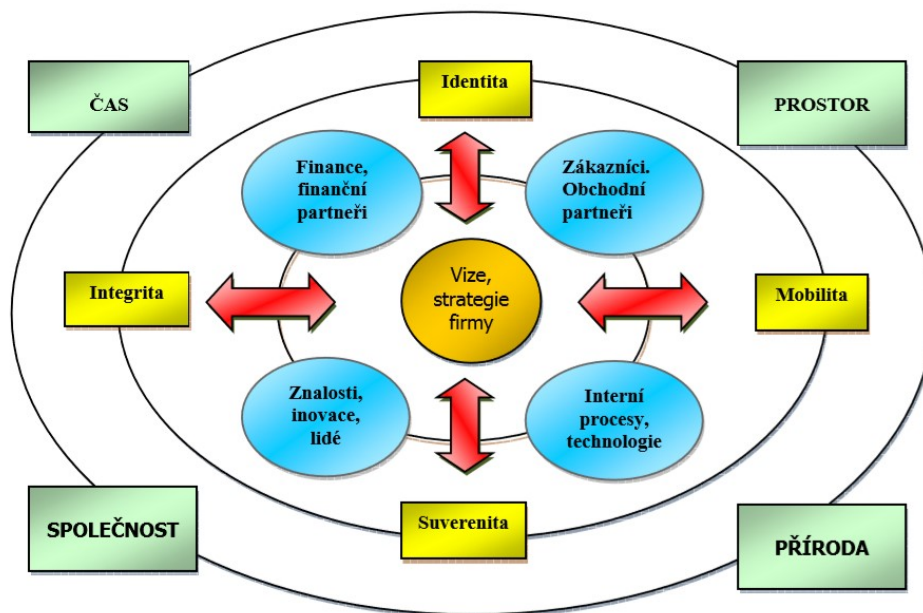 Identita
ČAS
PROSTOR
Finance,
finanční
partneři
Zákazníci.
Obchodní
partneři
Integrita
Vize,
strategie
firmy
Mobilita
Znalosti,
inovace,
lidé
Interní
procesy,
technologie
SPOLEČNOST
Suverenita
PŘÍRODA